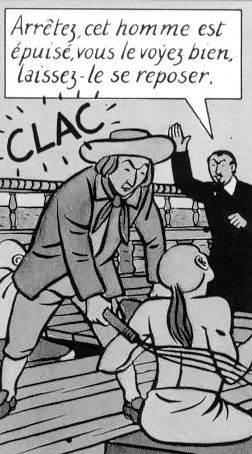 Arrêtez, cet homme est
épuisé, vous le voyez bien,
laissez-le se reposer.
CLAC